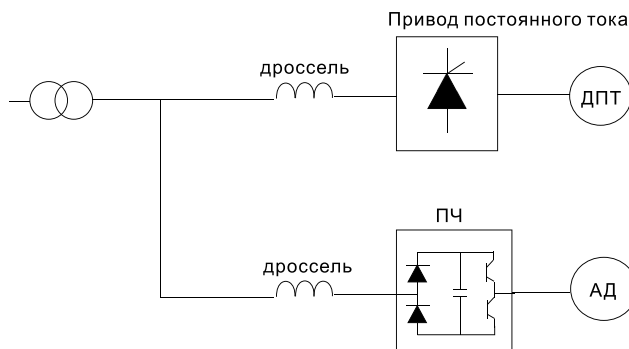 Привод постоянного тока
дроссель
ДПТ
ПЧ
дроссель
АД